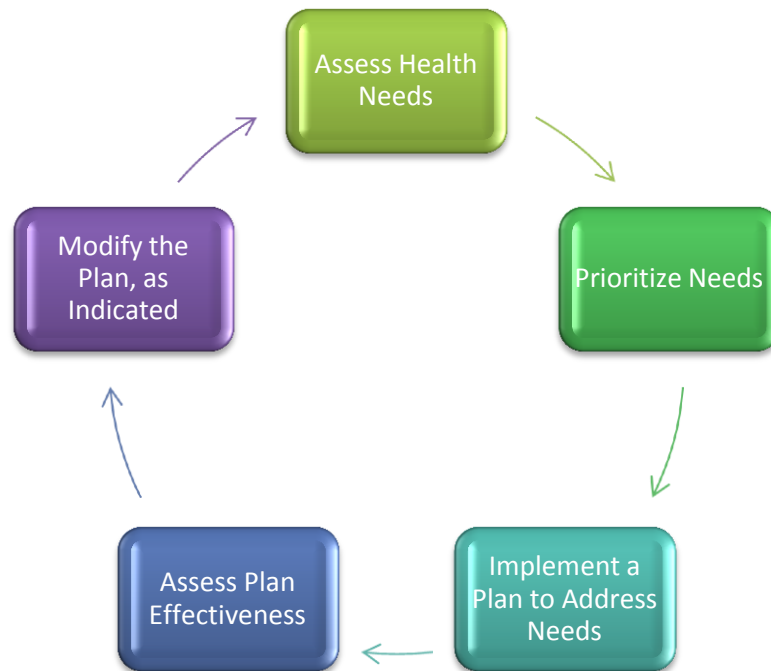 Assess Health
Needs
Prioritize Needs
Implement a
Plan to Address
Needs
Assess Plan
Effectiveness
Modify the
Plan, as
Indicated